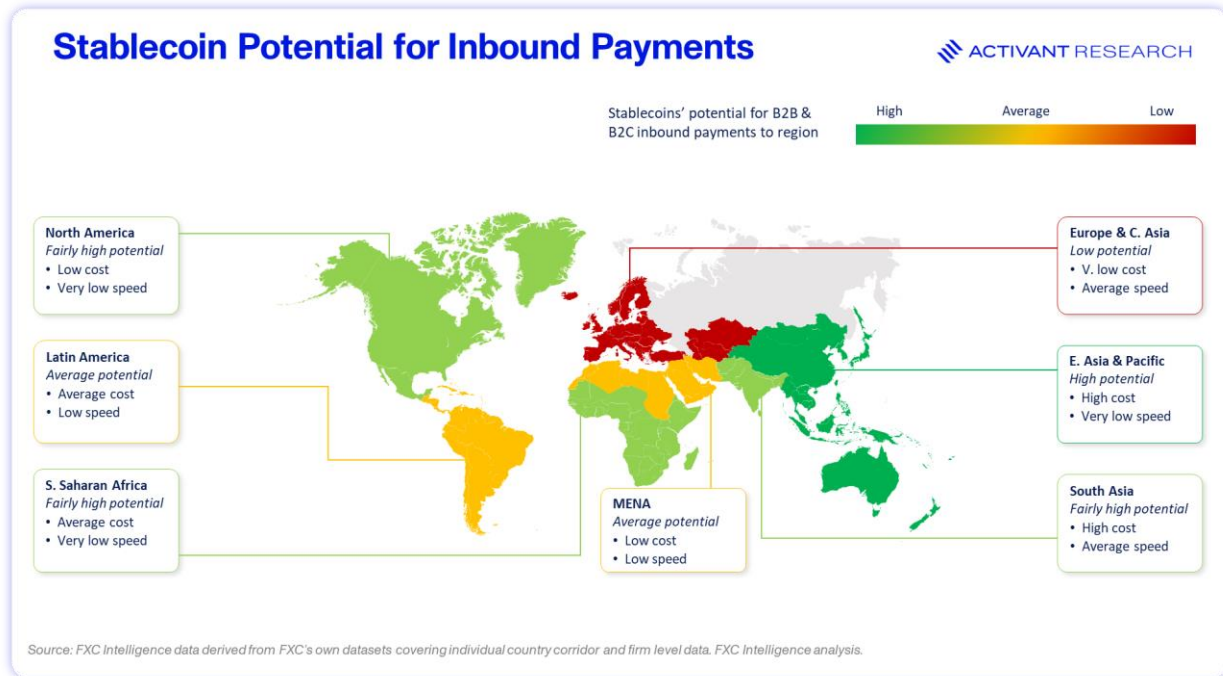 Stablecoin Potential for Inbound Payments
ACTIVANT RESEARCH
Stablecoins' potential for B2B &
B2C inbound payments to region
High Average Low
North America
Fairly high potential
• Low cost
• Very low speed
Latin America
Average potential
• Average cost
• Low speed
S. Saharan Africa
Fairly high potential
• Average cost
• Very low speed
MENA
Average potential
• Low cost
• Low speed
Europe & C. Asia
Low potential
• V. low cost
• Average speed
E. Asia & Pacific
High potential
• High cost
• Very low speed
South Asia
Fairly high potential
• High cost
• Average speed
Source: FXC Intelligence data derived from FXC's own datasets covering individual country corridor and firm level data. FXC Intelligence analysis.